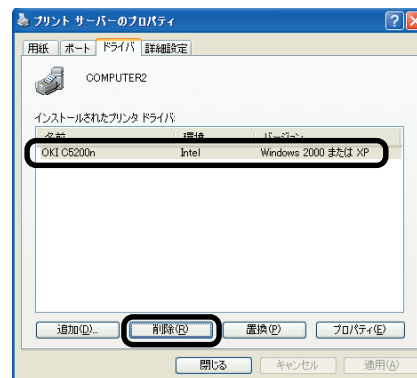 プリント サーバーのプロパティ
用紙 ポート ドライバ 詳細設定
COMPUTER2
インストールされたプリンタ ドライバ:
名前 環境 バージョン
OKI C5200n Intel Windows 2000 または XP
追加(D)... 削除(R) 置換(P) プロパティ(E)
閉じる キャンセル 適用(A)